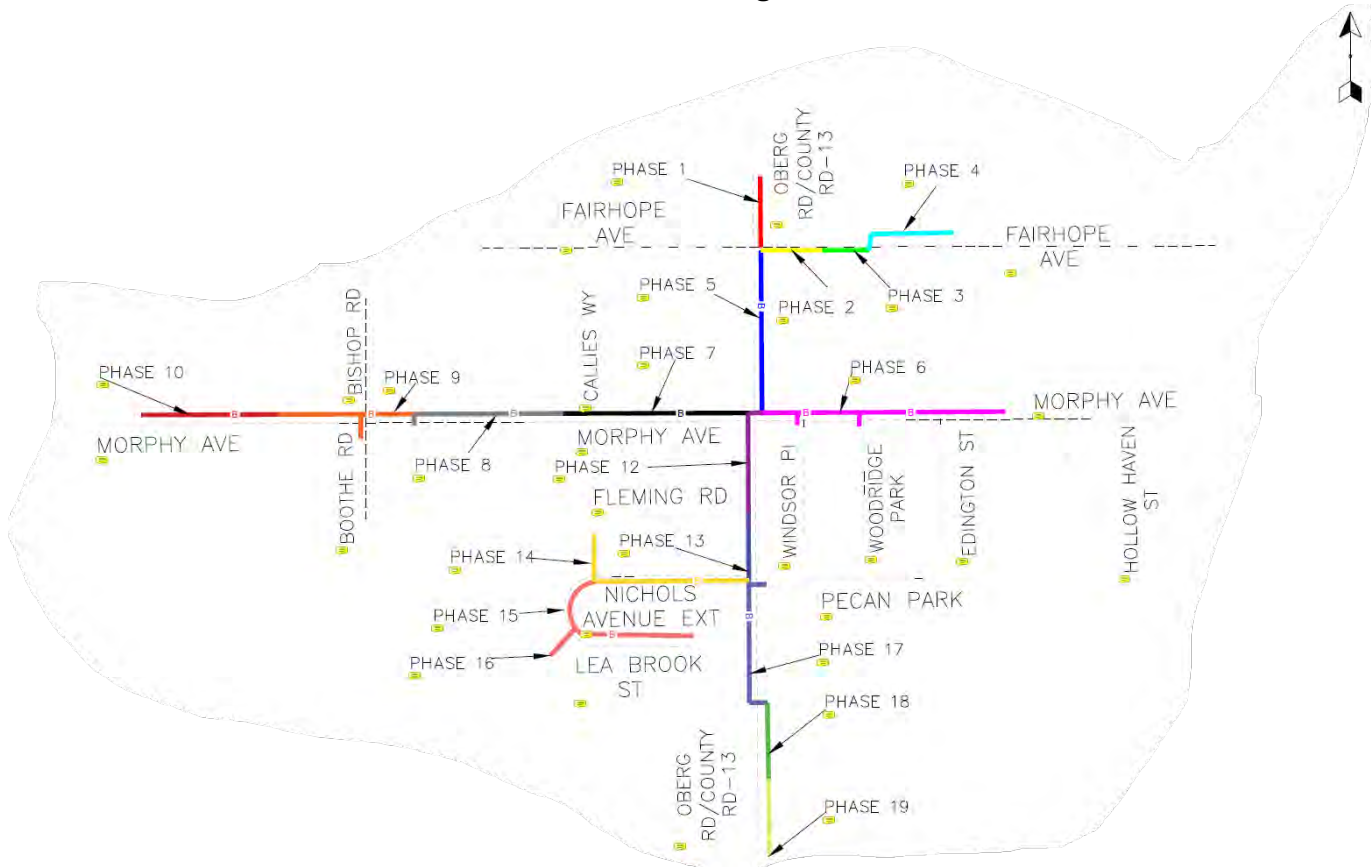 PHASE 1
OBERG
RD/COUNTY
RD-13
PHASE 4
FAIRHOPE
AVE
FAIRHOPE
AVE
PHASE 5
B
PHASE 2
PHASE 3
BISHOP RD
CALLIES WY
PHASE 7
PHASE 6
PHASE 10
PHASE 9
B
B
B
B
B
B
MORPHY AVE
MORPHY AVE
MORPHY AVE
BOOTHE RD
PHASE 8
PHASE 12
FLEMING RD
WINDSOR Pl
WOODRIDGE
PARK
EDINGTON ST
HOLLOW HAVEN
ST
PHASE 13
PHASE 14
NICHOLS
AVENUE EXT
PECAN PARK
PHASE 15
B
B
PHASE 16
LEA BROOK
ST
PHASE 17
PHASE 18
OBERG
RD/COUNTY
RD-13
PHASE 19